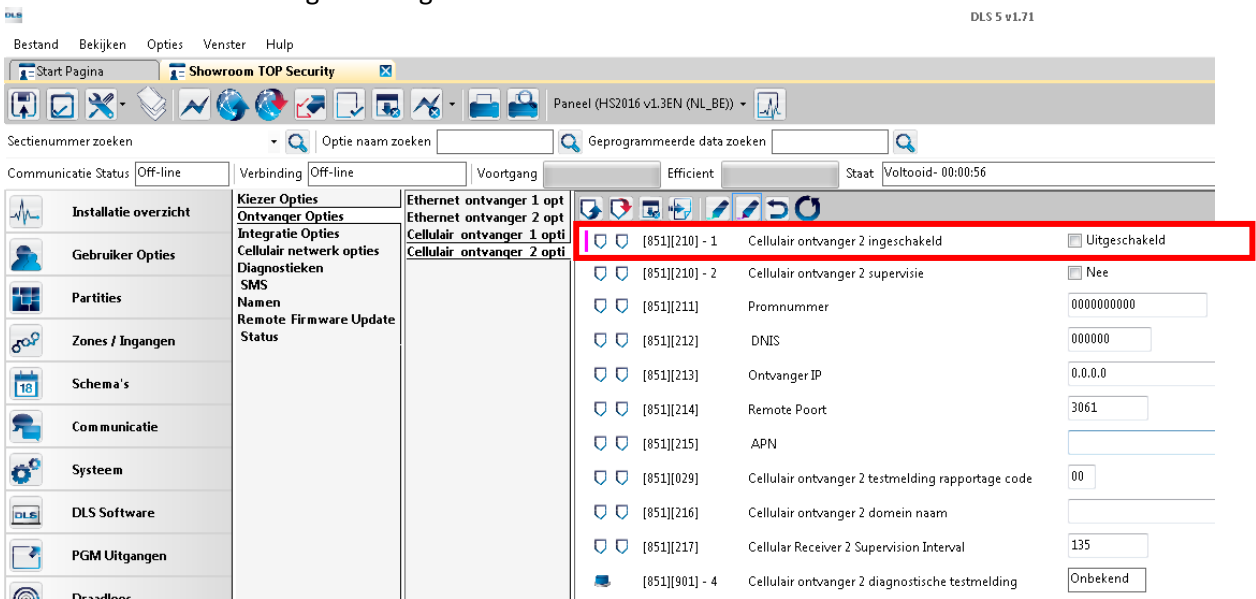 DLS
DLS 5 v1.71
Bestand Bekijken Opties Venster Hulp
Start Pagina Showroom TOP Security
Paneel (HS2016 v1.3EN (NL_BE))
Sectienummer zoeken Optie naam zoeken Geprogrammeerde data zoeken
Communicatie Status Off-line Verbinding Off-line Voortgang Efficient Staat Voltooid- 00:00:56
Installatie overzicht
Gebruiker Opties
Partities
Zones / Ingangen
18
Schema's
Communicatie
Systeem
DLS
DLS Software
PGM Uitgangen
Kiezer Opties
Ontvanger Opties
Integratie Opties
Cellulair netwerk opties
Diagnostieken
SMS
Namen
Remote Firmware Update
Status
Ethernet ontvanger 1 opt
Ethernet ontvanger 2 opt
Cellulair ontvanger 1 opti
Cellulair ontvanger 2 opti
[851][210] - 1 Cellulair ontvanger 2 ingeschakeld Uitgeschakeld
[851][210] - 2 Cellulair ontvanger 2 supervisie Nee
[851][211] Promnummer 0000000000
[851][212] DNIS 000000
[851][213] Ontvanger IP 0.0.0.0
[851][214] Remote Poort 3061
[851][215] APN
[851][029] Cellulair ontvanger 2 testmelding rapportage code 00
[851][216] Cellulair ontvanger 2 domein naam
[851][217] Cellular Receiver 2 Supervision Interval 135
[851][901] - 4 Cellulair ontvanger 2 diagnostische testmelding Onbekend